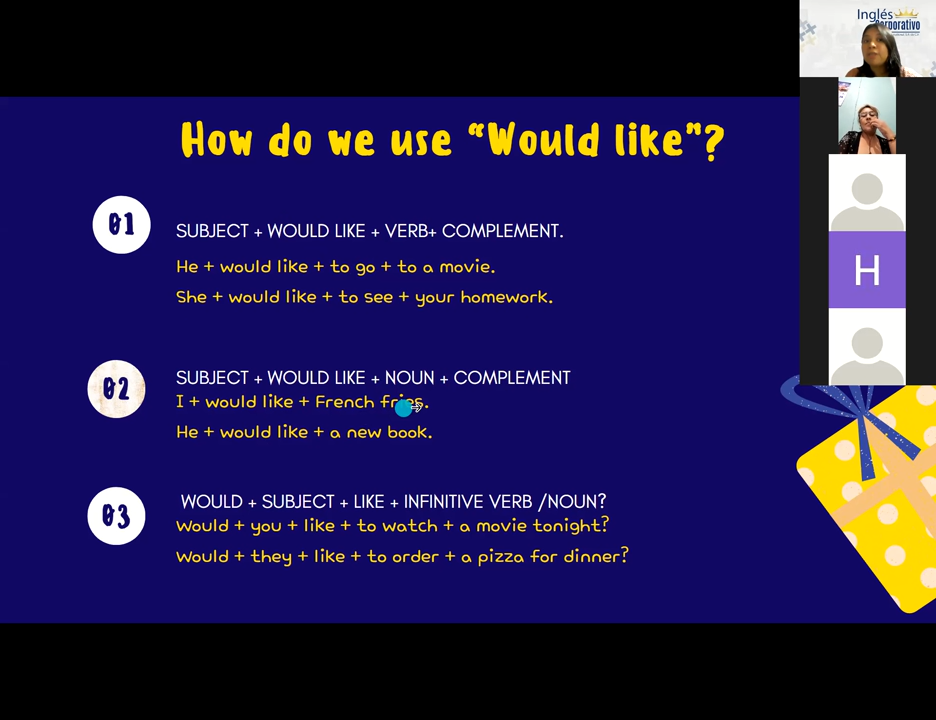 Inglés
Corporativo
How do we use “Would like”?
01
SUBJECT + WOULD LIKE + VERB+ COMPLEMENT.
He + would like + to go + to a movie.
She + would like + to see + your homework.
H
02
SUBJECT + WOULD LIKE + NOUN + COMPLEMENT
I + would like + French fries.
He + would like + a new book.
03
WOULD + SUBJECT + LIKE + INFINITIVE VERB /NOUN?
Would + you + like + to watch + a movie tonight?
Would + they + like + to order + a pizza for dinner?